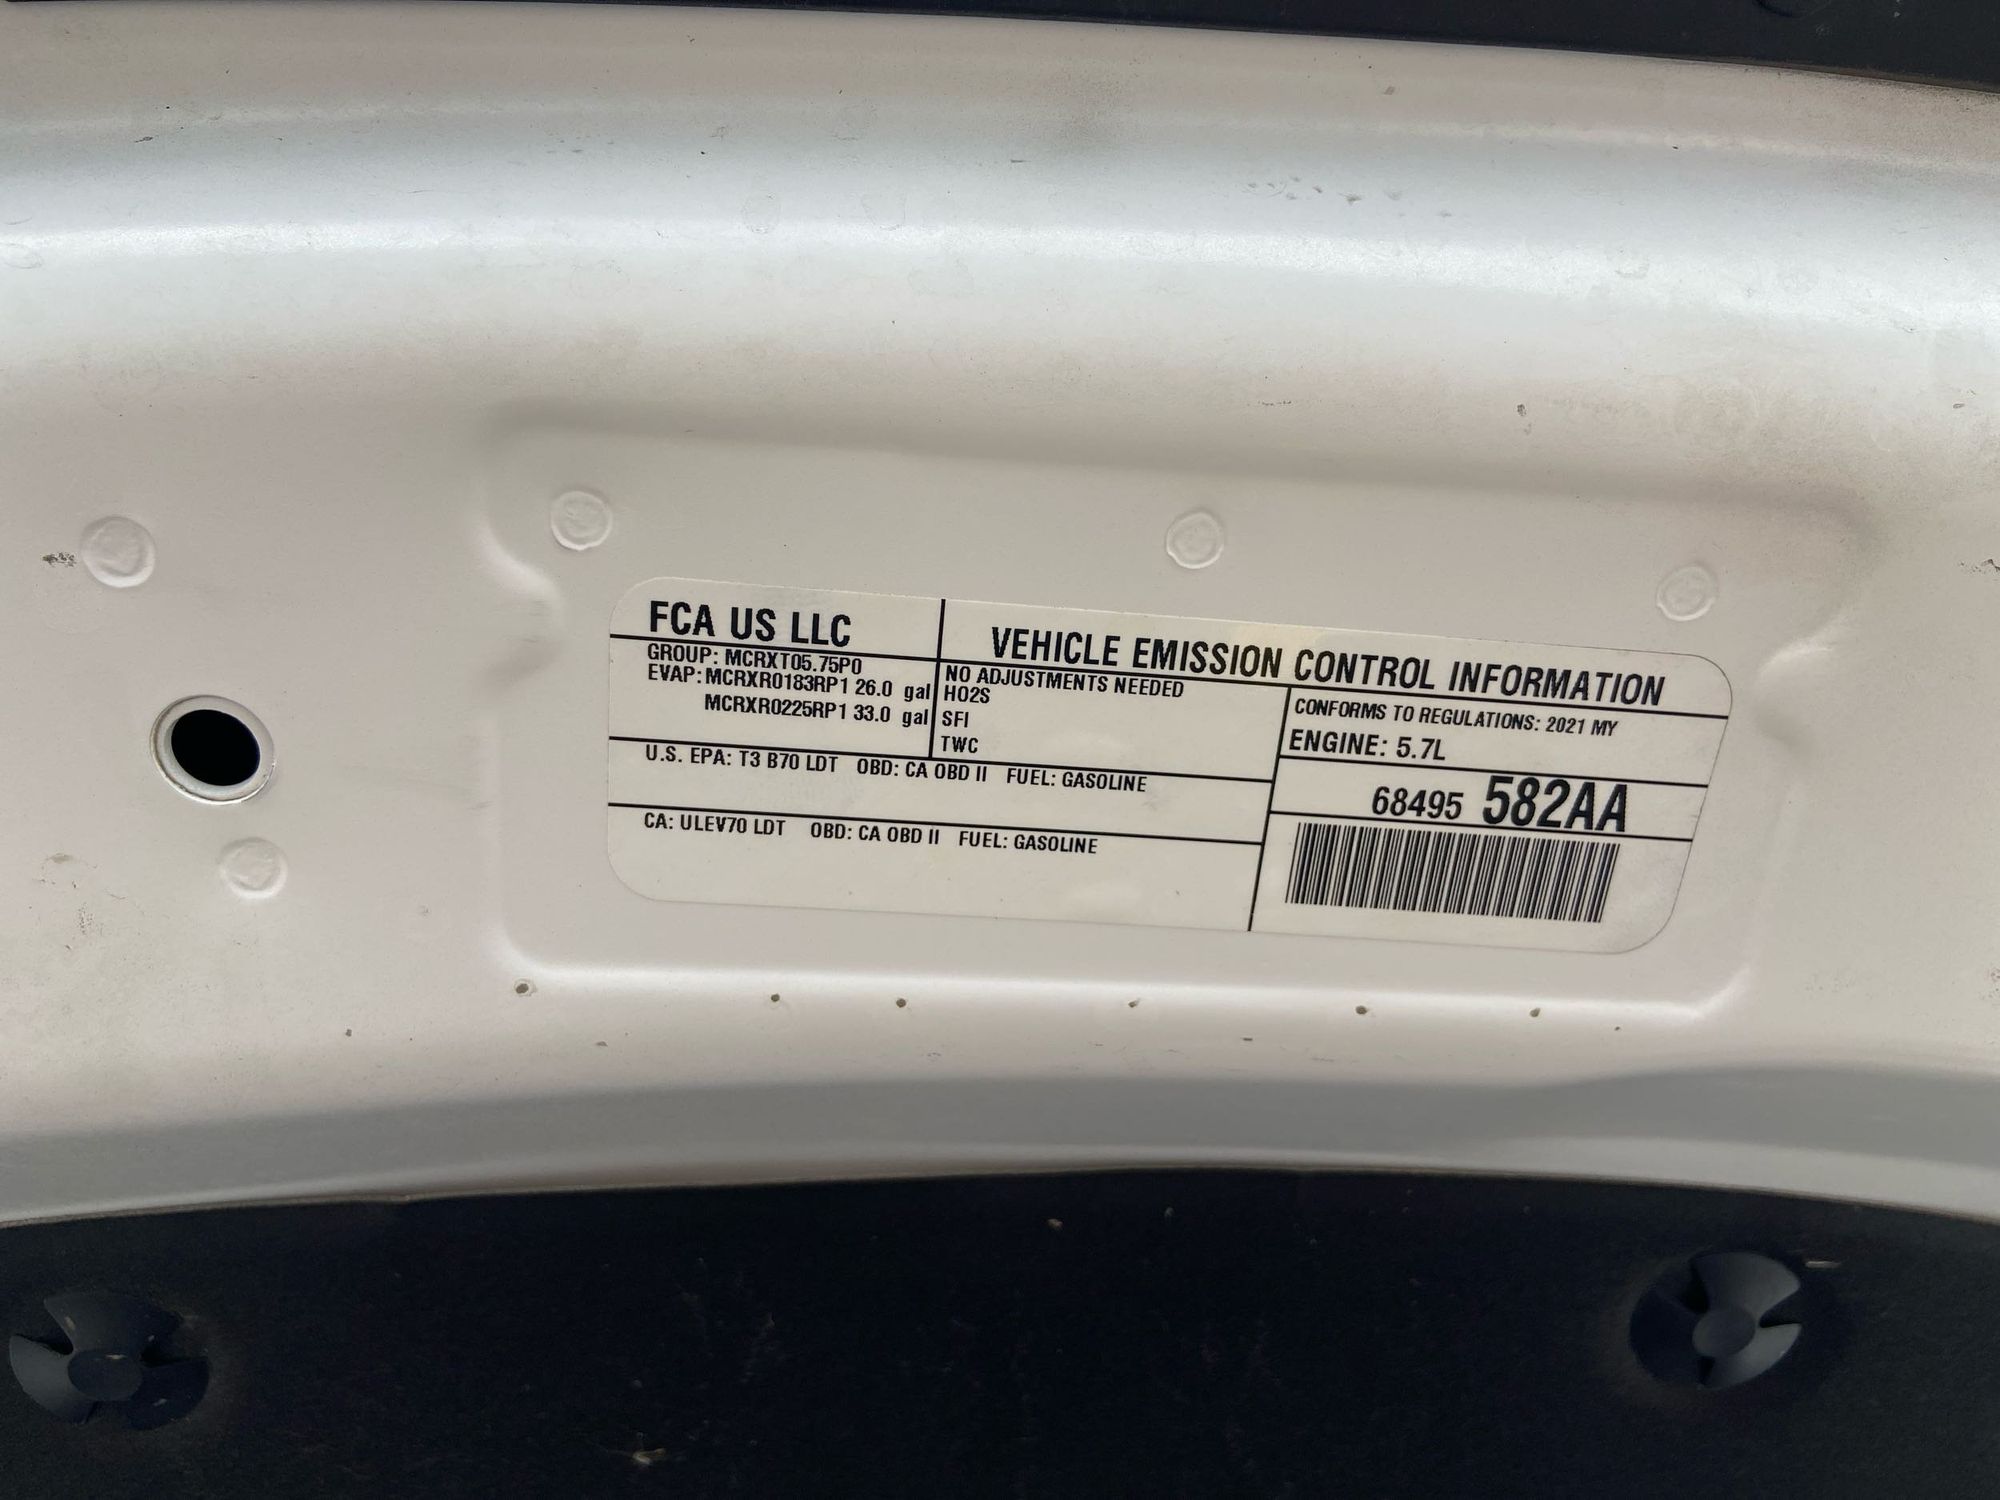 FCA US LLC
VEHICLE EMISSION CONTROL INFORMATION
GROUP: MCRXT05.75P0
EVAP: MCRXR0183RP1 26.0 gal
MCRXR0225RP1 33.0 gal
NO ADJUSTMENTS NEEDED
HO2S
SFI
TWC
CONFORMS TO REGULATIONS: 2021 MY
ENGINE: 5.7L
U.S. EPA: T3 B70 LDT OBD: CA OBD II FUEL: GASOLINE
68495 582AA
CA: ULEV70 LDT OBD: CA OBD II FUEL: GASOLINE